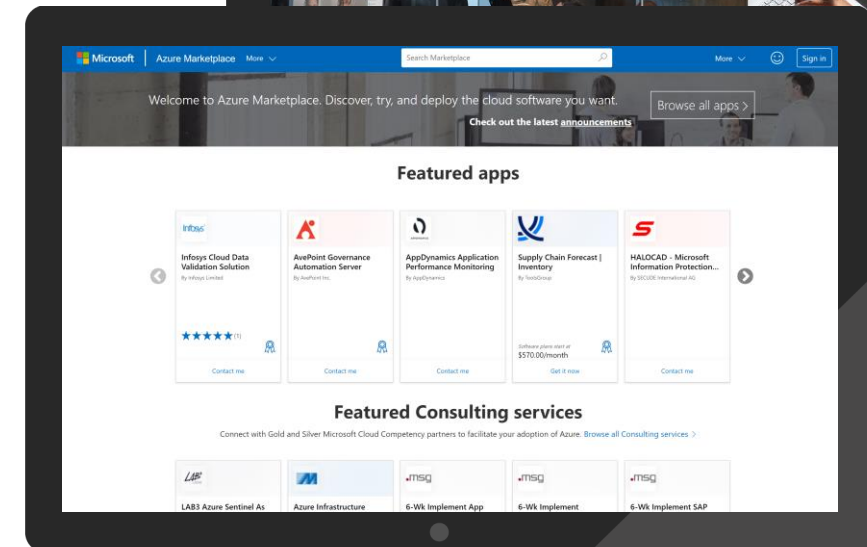 Microsoft
Azure Marketplace More
Search Marketplace
More
Sign in
Welcome to Azure Marketplace. Discover, try, and deploy the cloud software you want.
Browse all apps >
Check out the latest announcements
Featured apps
Infosys
Infosys Cloud Data
Validation Solution
By Infosys Limited
(1)
Contact me
AvePoint Governance
Automation Server
By AvePoint Inc.
Contact me
AppDynamics Application
Performance Monitoring
By AppDynamics
Contact me
Supply Chain Forecast |
Inventory
By ToolsGroup
Software plans start at
$570.00/month
Get it now
HALOCAD - Microsoft
Information Protection...
By SECUDE International AG
Contact me
Featured Consulting services
Connect with Gold and Silver Microsoft Cloud Competency partners to facilitate your adoption of Azure. Browse all Consulting services >
LAB3
LAB3 Azure Sentinel As
Azure Infrastructure
.msg
6-Wk Implement App
.msg
6-Wk Implement
.msg
6-Wk Implement SAP